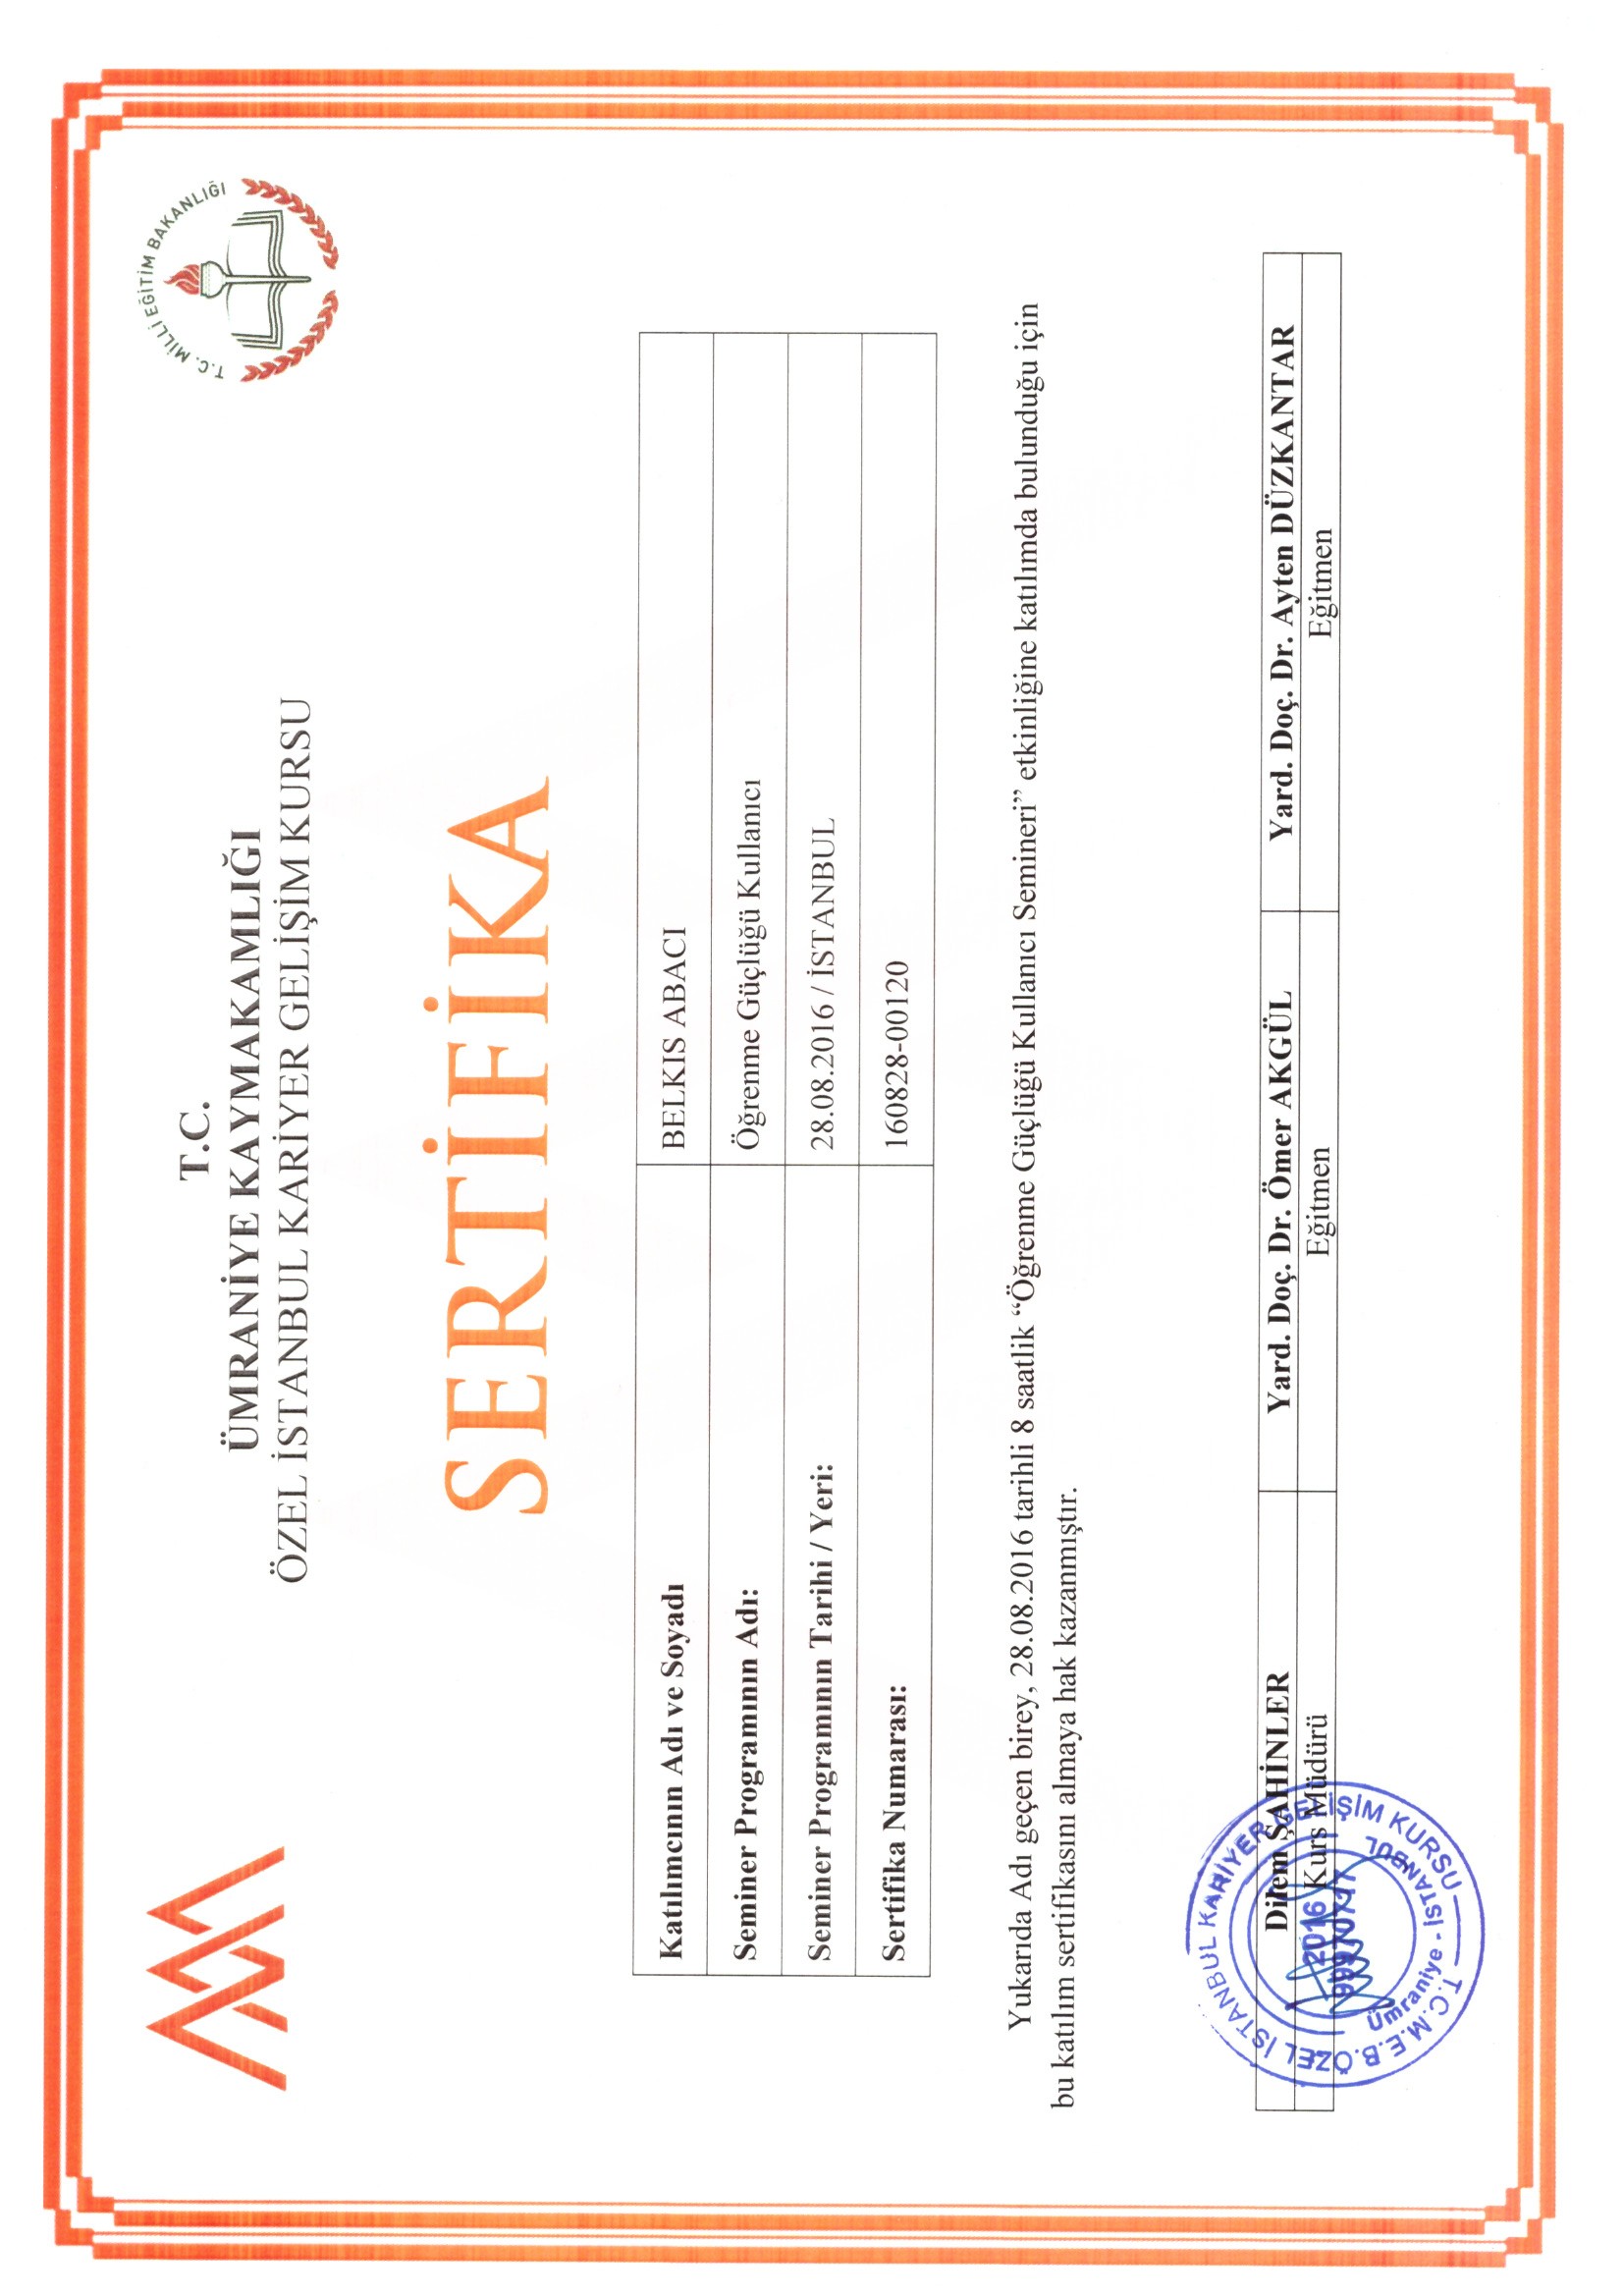 T.C. MİLLİ EĞİTİM BAKANLIĞI
T.C.
ÜMRANİYE KAYMAKAMLIĞI
ÖZEL İSTANBUL KARİYER GELİŞİM KURSU
SERTİFİKA
Katılımcının Adı ve Soyadı BELKIS ABACI
Seminer Programının Adı: Öğrenme Güçlüğü Kullanıcı
Seminer Programının Tarihi / Yeri: 28.08.2016 / İSTANBUL
Sertifika Numarası: 160828-00120
Yukarıda Adı geçen birey, 28.08.2016 tarihli 8 saatlik “Öğrenme Güçlüğü Kullanıcı Semineri” etkinliğine katılımda bulunduğu için
bu katılım sertifikasını almaya hak kazanmıştır.
Dilem ŞAHİNLER Yard. Doç. Dr. Ömer AKGÜL Yard. Doç. Dr. Ayten DÜZKANTAR
Kurs Müdürü Eğitmen Eğitmen
T.C.M.E.B.ÖZEL İSTANBUL KARİYER GELİŞİM KURSU
2016
99970717
Ümraniye - İSTANBUL